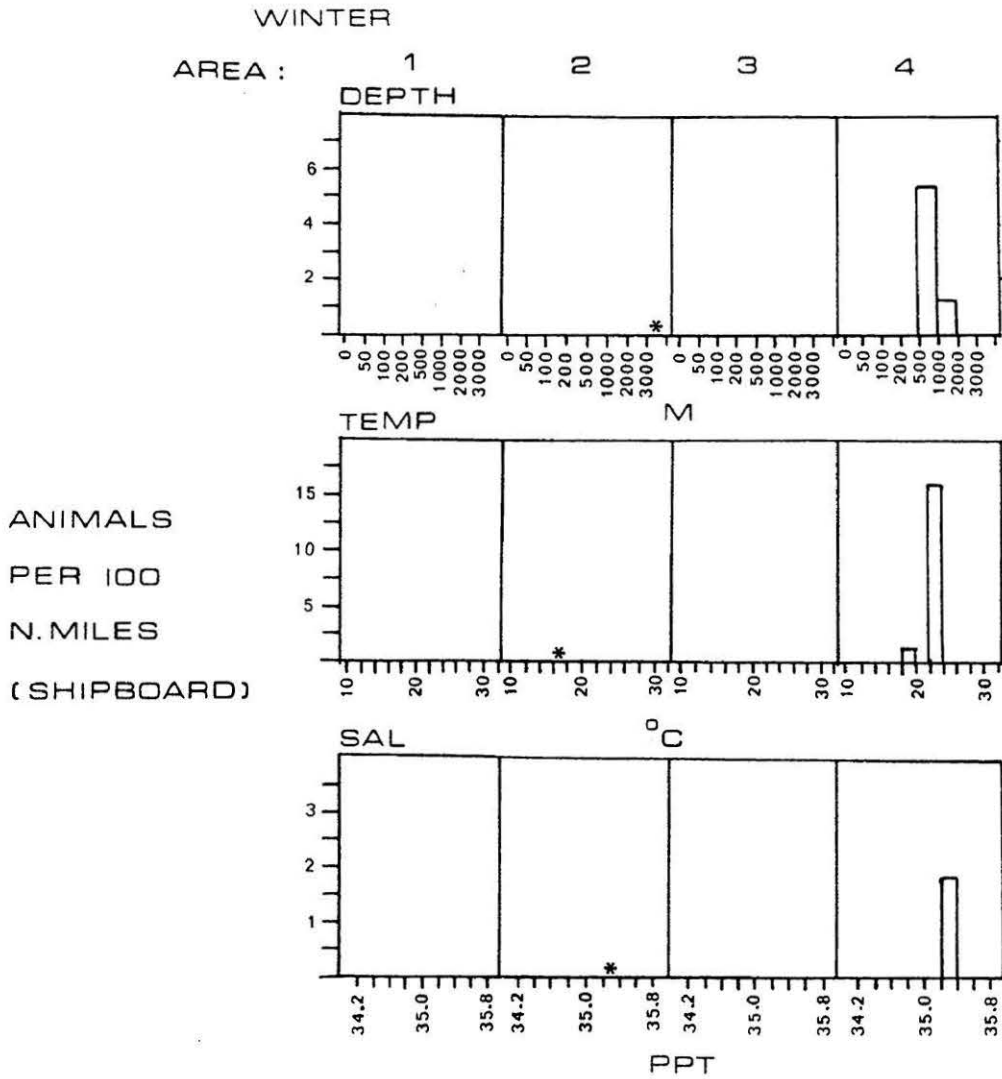 WINTER
AREA : 1 2 3 4
DEPTH
6
4
2
0 50 100 200 500 1000 2000 3000 0 50 100 200 500 1000 2000 3000 0 50 100 200 500 1000 2000 3000 0 50 100 200 500 1000 2000 3000
*
M
TEMP
15
10
5
*
10 20 30 10 20 30 10 20 30 10 20 30
°C
ANIMALS
PER 100
N. MILES
(SHIPBOARD)
SAL
3
2
1
*
34.2 35.0 35.8 34.2 35.0 35.8 34.2 35.0 35.8 34.2 35.0 35.8
PPT